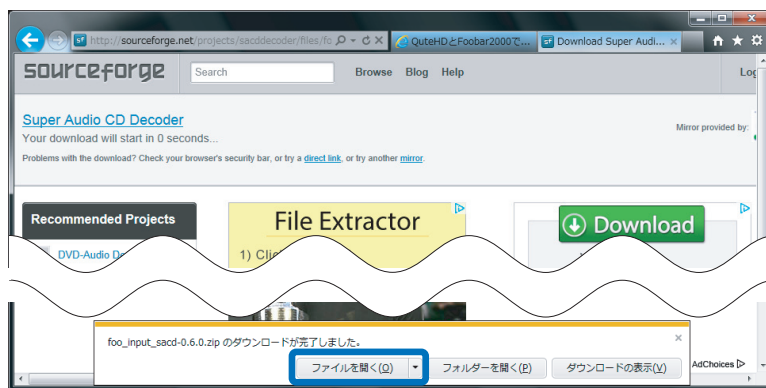 http://sourceforge.net/projects/sacddecoder/files/fo
QuteHDとFoobar2000で...
Download Super Audi...
sourceforge
Search
Browse Blog Help
Log
Super Audio CD Decoder
Your download will start in 0 seconds...
Mirror provided by:
Problems with the download? Check your browser's security bar, or try a direct link, or try another mirror.
Recommended Projects
File Extractor
Download
DVD-Audio De
1) Clic
foo_input_sacd-0.6.0.zip のダウンロードが完了しました。
ファイルを開く(O)
フォルダーを開く(P)
ダウンロードの表示(V)
AdChoices